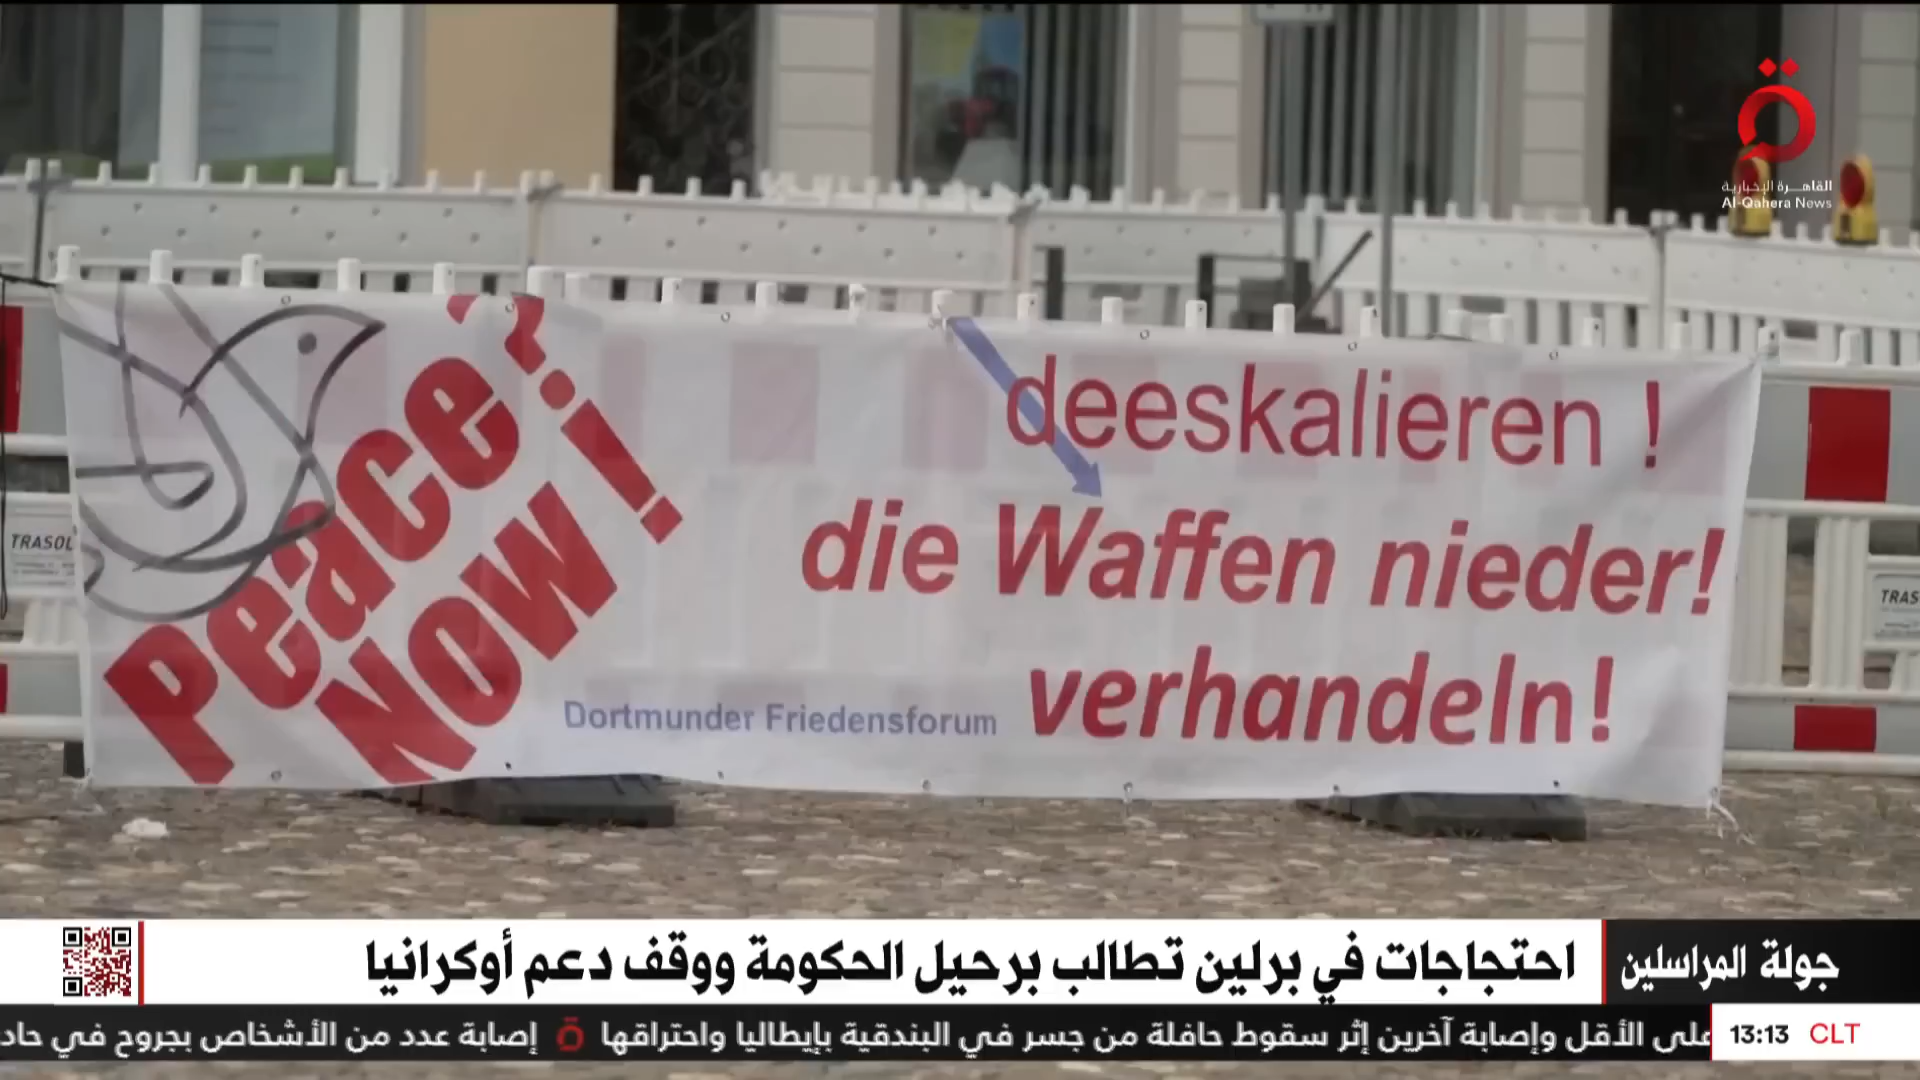 القاهرة الإخبارية
Al-Qahera News
Peace
Now!
deeskalieren !
die Waffen nieder!
verhandeln!
Dortmunder Friedensforum
TRASOL
TRAS
جولة المراسلين
احتجاجات في برلين تطالب برحيل الحكومة ووقف دعم أوكرانيا
على الأقل وإصابة آخرين إثر سقوط حافلة من جسر في البندقية بإيطاليا واحتراقها
إصابة عدد من الأشخاص بجروح في حاد
13:13 CLT